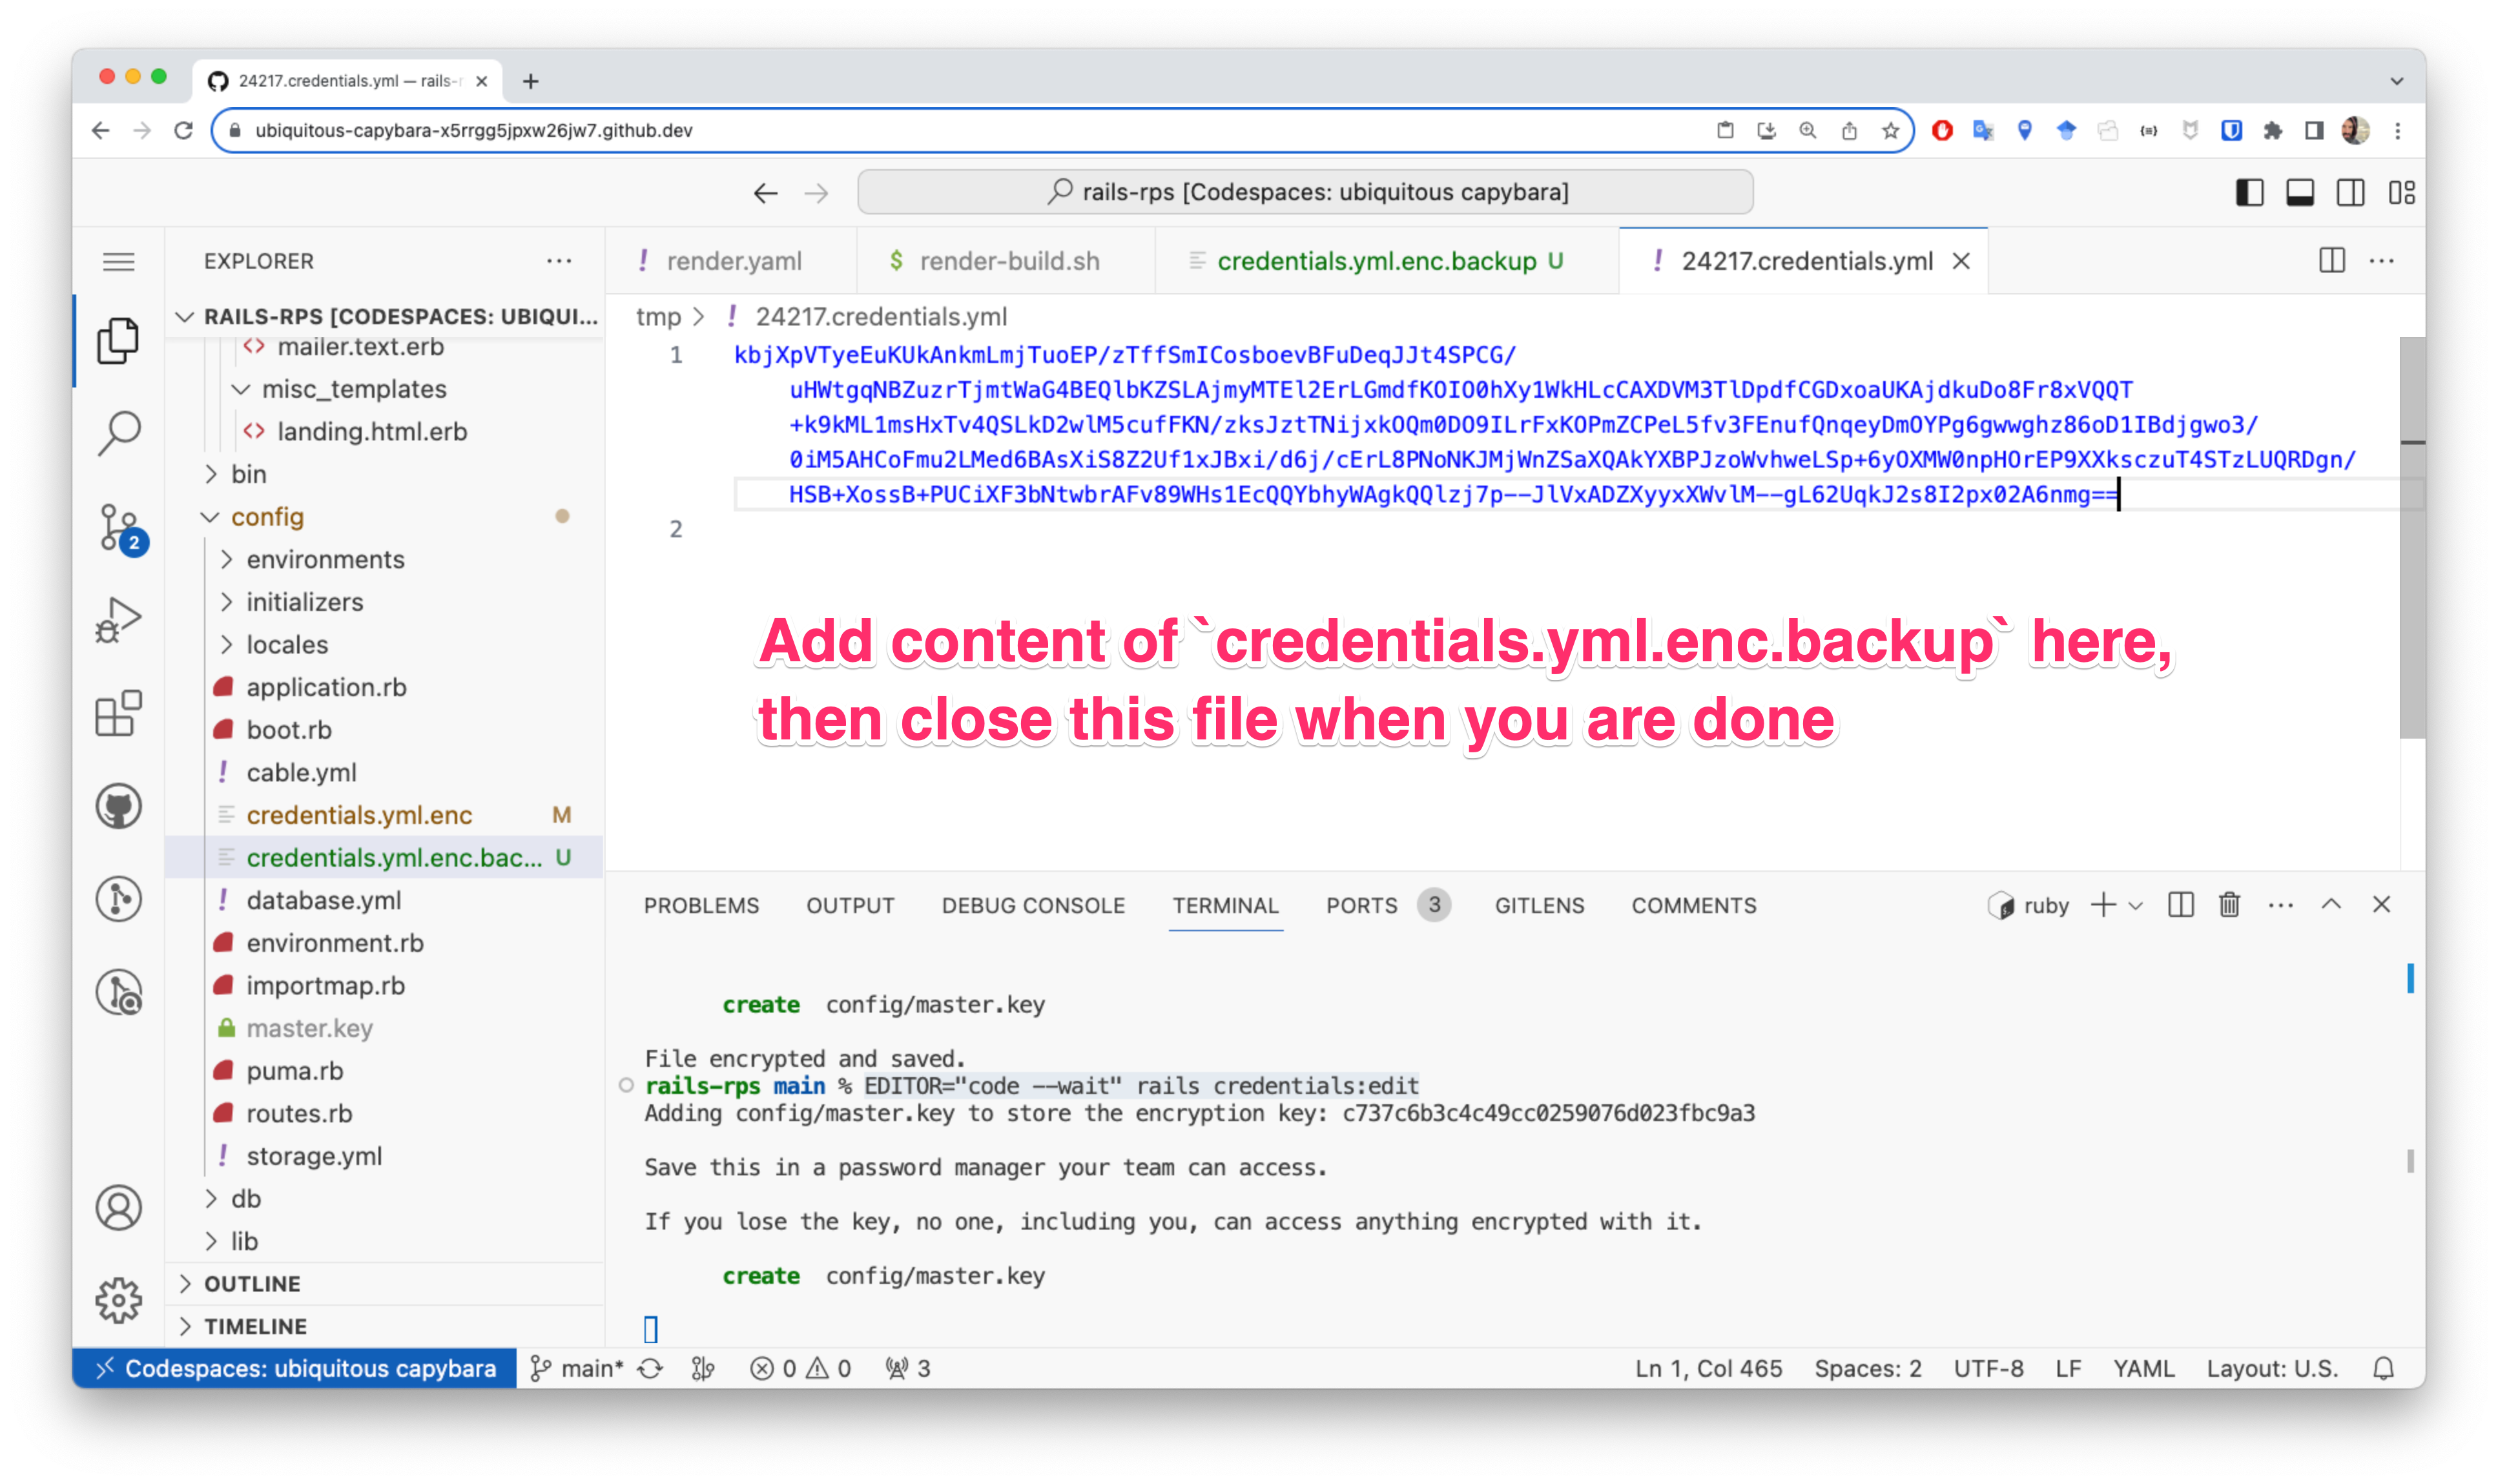 24217.credentials.yml — rails-r
ubiquitous-capybara-x5rrgg5jpxw26jw7.github.dev
rails-rps [Codespaces: ubiquitous capybara]
EXPLORER
RAILS-RPS [CODESPACES: UBIQUI...
mailer.text.erb
misc_templates
landing.html.erb
bin
config
environments
initializers
locales
application.rb
boot.rb
cable.yml
credentials.yml.enc M
credentials.yml.enc.bac... U
database.yml
environment.rb
importmap.rb
master.key
puma.rb
routes.rb
storage.yml
db
lib
OUTLINE
TIMELINE
2
render.yaml
render-build.sh
credentials.yml.enc.backup U
24217.credentials.yml
tmp > ! 24217.credentials.yml
1 kbjXpVTyeEuKUkAnkmLmjTuoEP/zTffSmICosboevBFuDeqJJt4SPCG/
uHWtgqNBZuzrTjmtWaG4BEQlbKZSLAjmyMTEl2ErLGmdfKOIO0hXy1WkHLcCAXDVM3TlDpdfCGDxoaUKAjdkuDo8Fr8xVQQT
+k9kML1msHxTv4QSLkD2wlM5cufFKN/zksJztTNijxkOQm0DO9ILrFxKOPmZCPeL5fv3FEnufQnqeyDmOYPg6gwwghz86oD1IBdjgwo3/
0iM5AHCoFmu2LMed6BAsXiS8Z2Uf1xJBxi/d6j/cErL8PNoNKJMjWnZSaXQAkYXBPJzoWvhweLSp+6yOXMW0npHOrEP9XXksczuT4STzLUQRDgn/
HSB+XossB+PUCiXF3bNtwbrAFv89WHs1EcQQYbhyWAgkQQlzj7p--JlVxADZXyyxXWvlM--gL62UqkJ2s8I2px02A6nmg==
2
Add content of `credentials.yml.enc.backup` here,
then close this file when you are done
PROBLEMS OUTPUT DEBUG CONSOLE TERMINAL PORTS 3 GITLENS COMMENTS
ruby
create config/master.key
File encrypted and saved.
rails-rps main % EDITOR="code --wait" rails credentials:edit
Adding config/master.key to store the encryption key: c737c6b3c4c49cc0259076d023fbc9a3
Save this in a password manager your team can access.
If you lose the key, no one, including you, can access anything encrypted with it.
create config/master.key
Codespaces: ubiquitous capybara main* 0 0 3
Ln 1, Col 465 Spaces: 2 UTF-8 LF YAML Layout: U.S.